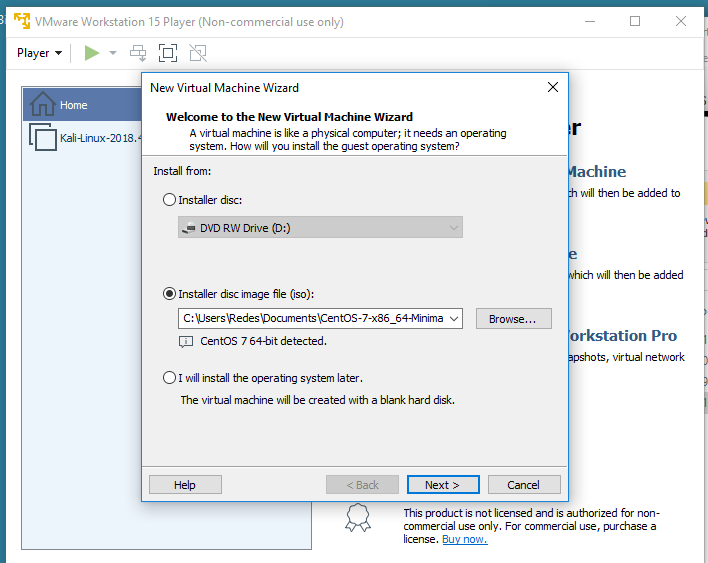 VMware Workstation 15 Player (Non-commercial use only)
Player
Home
Kali-Linux-2018.4
New Virtual Machine Wizard
Welcome to the New Virtual Machine Wizard
A virtual machine is like a physical computer; it needs an operating
system. How will you install the guest operating system?
Install from:
Installer disc:
DVD RW Drive (D:)
Installer disc image file (iso):
C:\Users\Redes\Documents\CentOS-7-x86_64-Minima
Browse...
CentOS 7 64-bit detected.
I will install the operating system later.
The virtual machine will be created with a blank hard disk.
Help
< Back
Next >
Cancel
er
Machine
ch will then be added to
e
which will then be added
orkstation Pro
apshots, virtual network
This product is not licensed and is authorized for non-
commercial use only. For commercial use, purchase a
license. Buy now.